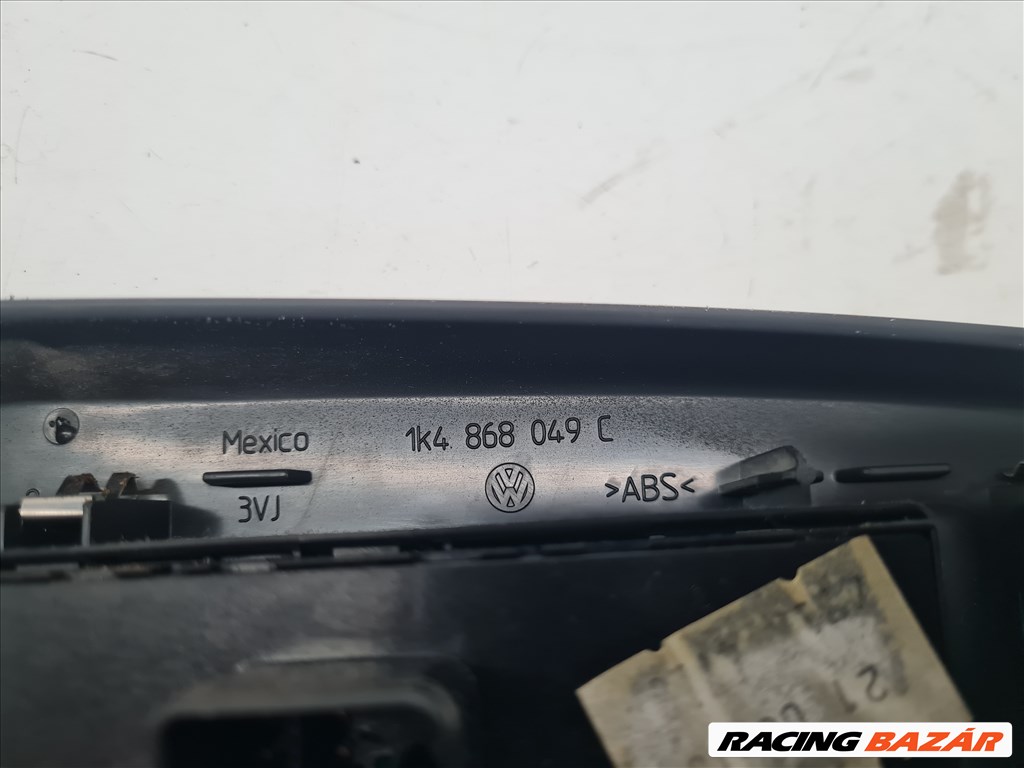 Mexico
1k4 868 049 C
3VJ
>ABS<
RACING BAZÁR